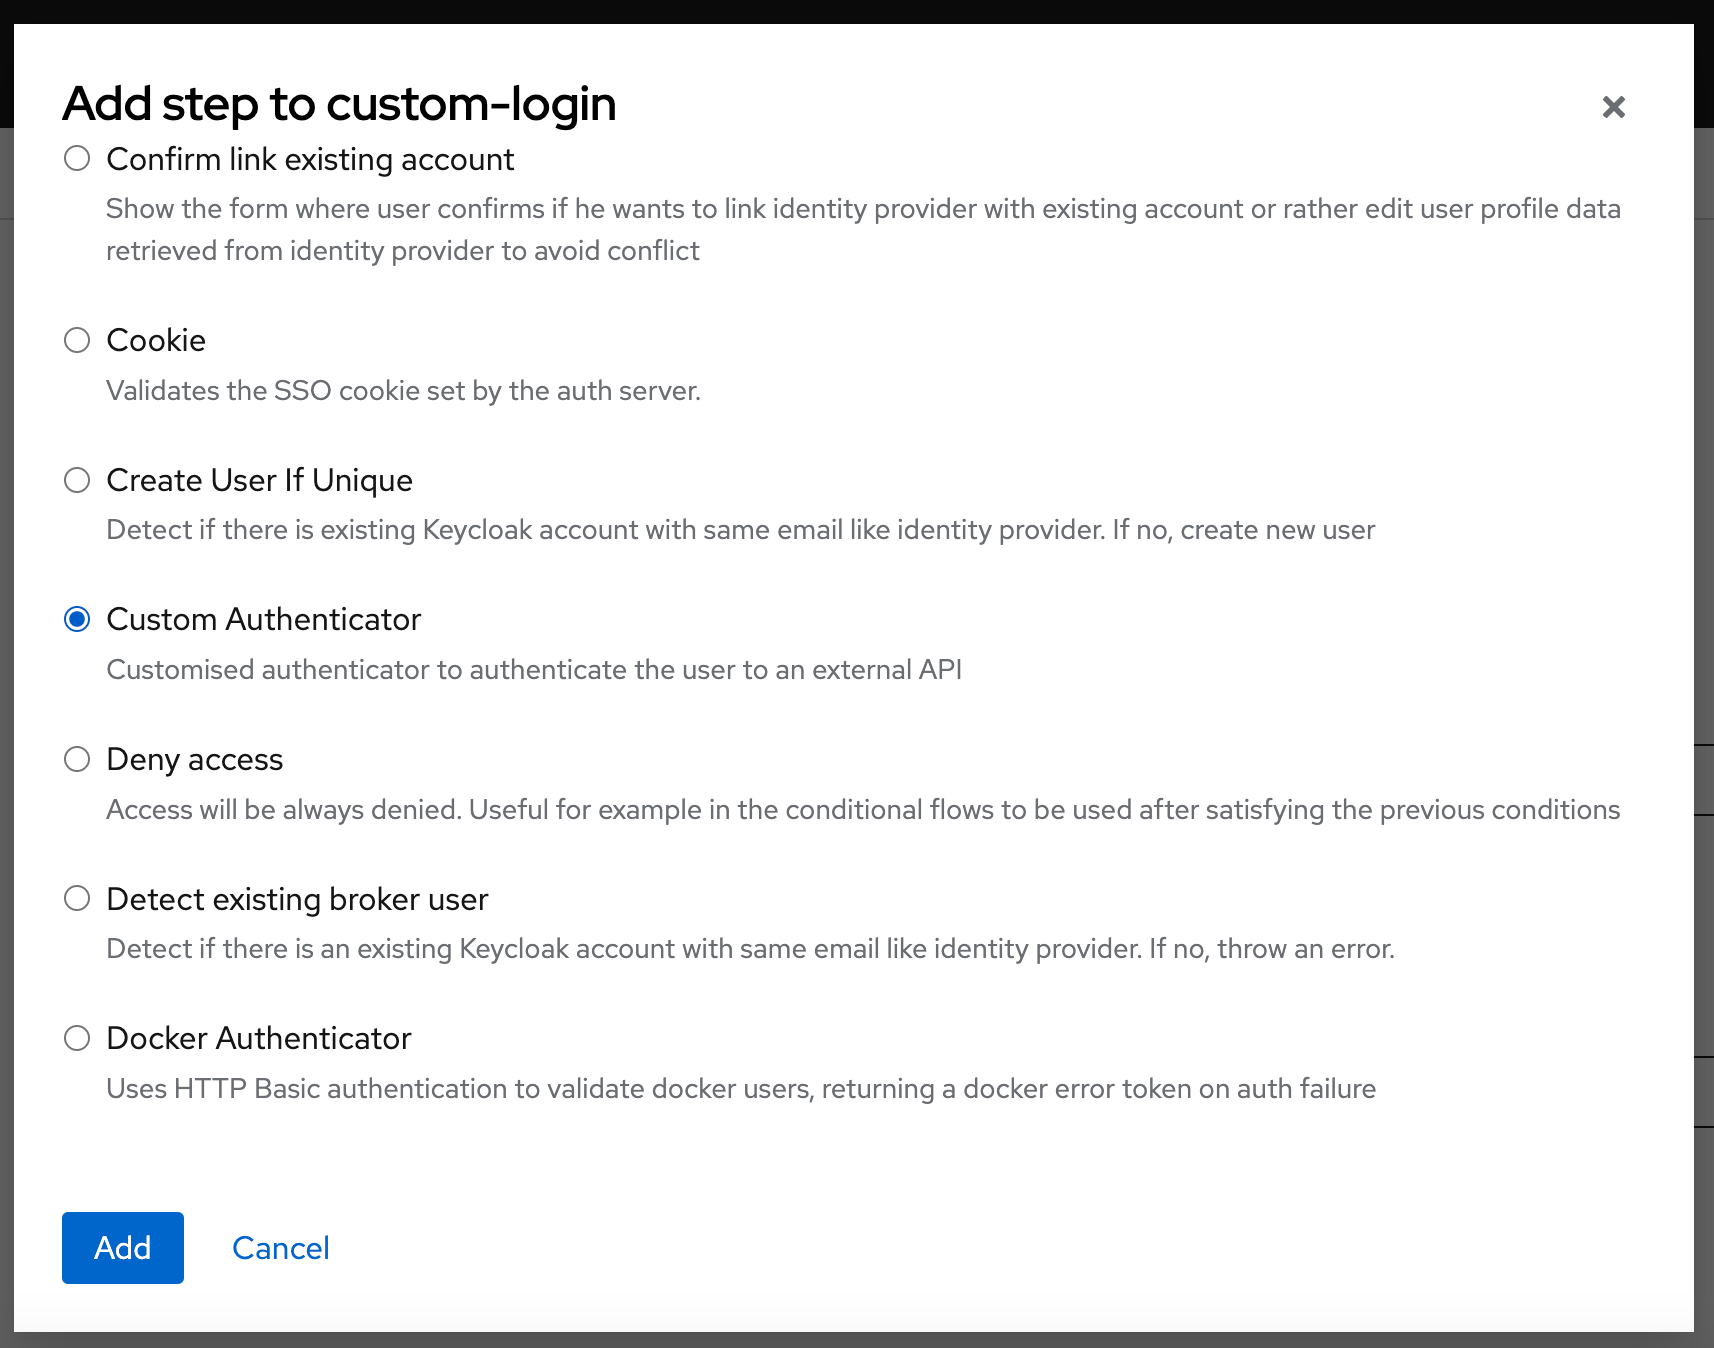 Add step to custom-login
Confirm link existing account
Show the form where user confirms if he wants to link identity provider with existing account or rather edit user profile data
retrieved from identity provider to avoid conflict
Cookie
Validates the SSO cookie set by the auth server.
Create User If Unique
Detect if there is existing Keycloak account with same email like identity provider. If no, create new user
Custom Authenticator
Customised authenticator to authenticate the user to an external API
Deny access
Access will be always denied. Useful for example in the conditional flows to be used after satisfying the previous conditions
Detect existing broker user
Detect if there is an existing Keycloak account with same email like identity provider. If no, throw an error.
Docker Authenticator
Uses HTTP Basic authentication to validate docker users, returning a docker error token on auth failure
Add Cancel